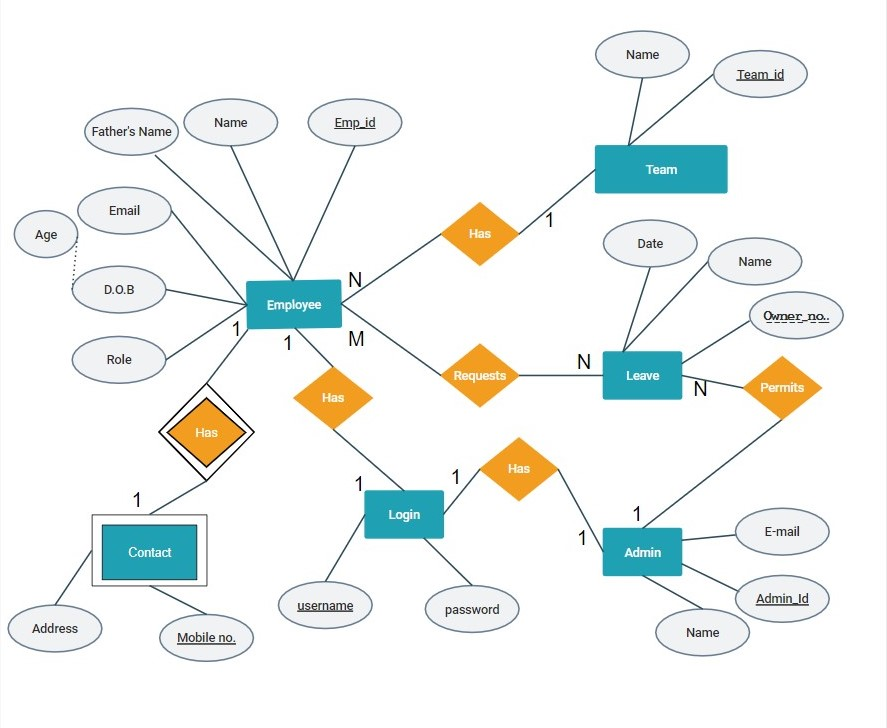 Name
Team_id
Father's Name
Name
Emp_id
Team
Email
Age
Has
1
Date
Name
D.O.B
N
Employee
Owner_no..
1
1
M
Role
N
Requests
Leave
N
Permits
Has
Has
Has
1
1
1
1
1
Login
Contact
Admin
E-mail
username
password
Admin_Id
Address
Mobile no.
Name